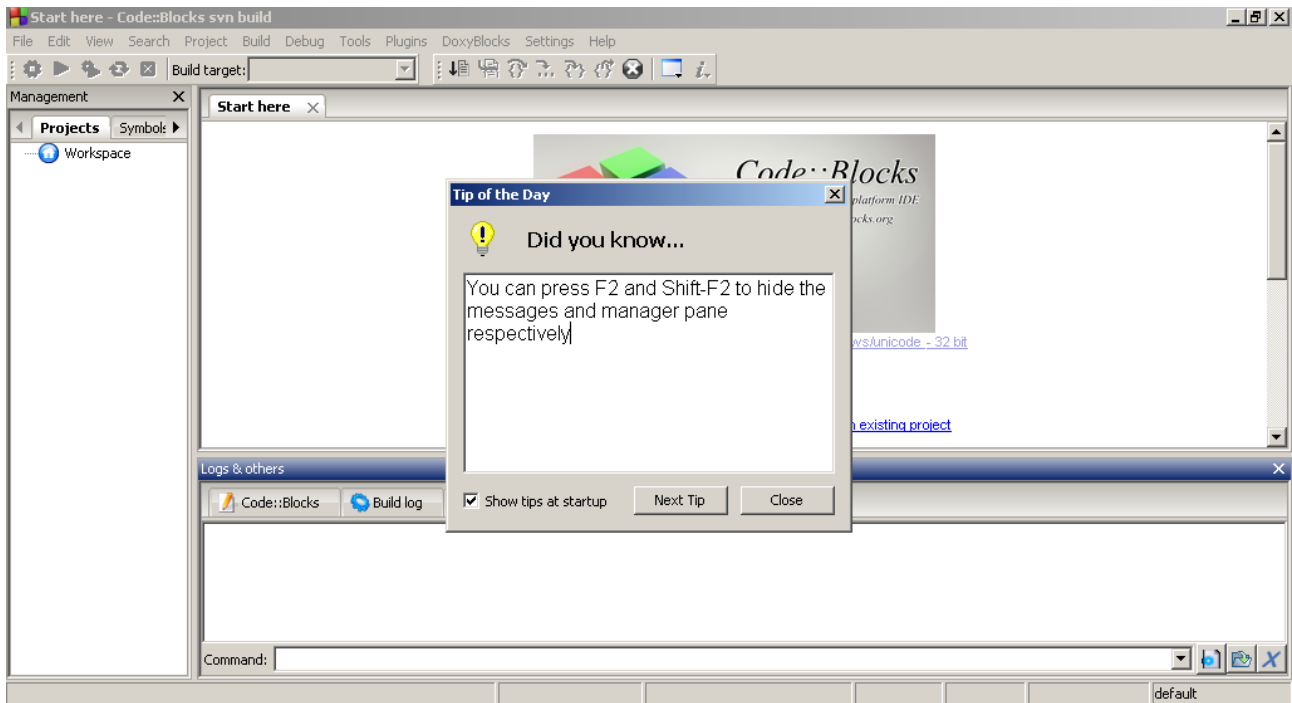 Start here - Code::Blocks svn build
File Edit View Search Project Build Debug Tools Plugins DoxyBlocks Settings Help
Build target:
Management
Start here
Projects Symbols
Workspace
Code::Blocks
platform IDE
Tip of the Day
Did you know...
You can press F2 and Shift-F2 to hide the
messages and manager pane
respectively
ws/unicode - 32 bit
existing project
Show tips at startup Next Tip Close
Logs & others
Code::Blocks Build log
Command:
default